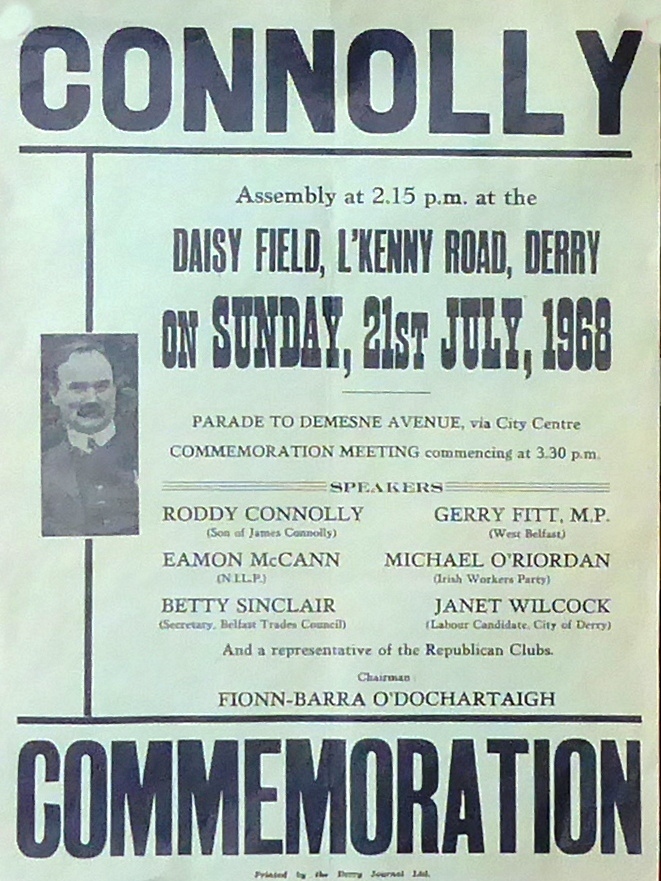 CONNOLLY
Assembly at 2.15 p.m. at the
DAISY FIELD, L'KENNY ROAD, DERRY
ON SUNDAY, 21ST JULY, 1968
PARADE TO DEMESNE AVENUE, via City Centre
COMMEMORATION MEETING commencing at 3.30 p.m.
SPEAKERS
RODDY CONNOLLY GERRY FITT, M.P.
(Son of James Connolly) (West Belfast)
EAMON McCANN MICHAEL O'RIORDAN
(N.I.L.P.) (Irish Workers Party)
BETTY SINCLAIR JANET WILCOCK
(Secretary, Belfast Trades Council) (Labour Candidate, City of Derry)
And a representative of the Republican Clubs.
Chairman
FIONN-BARRA O'DOCHARTAIGH
COMMEMORATION
Printed by the Derry Journal Ltd.